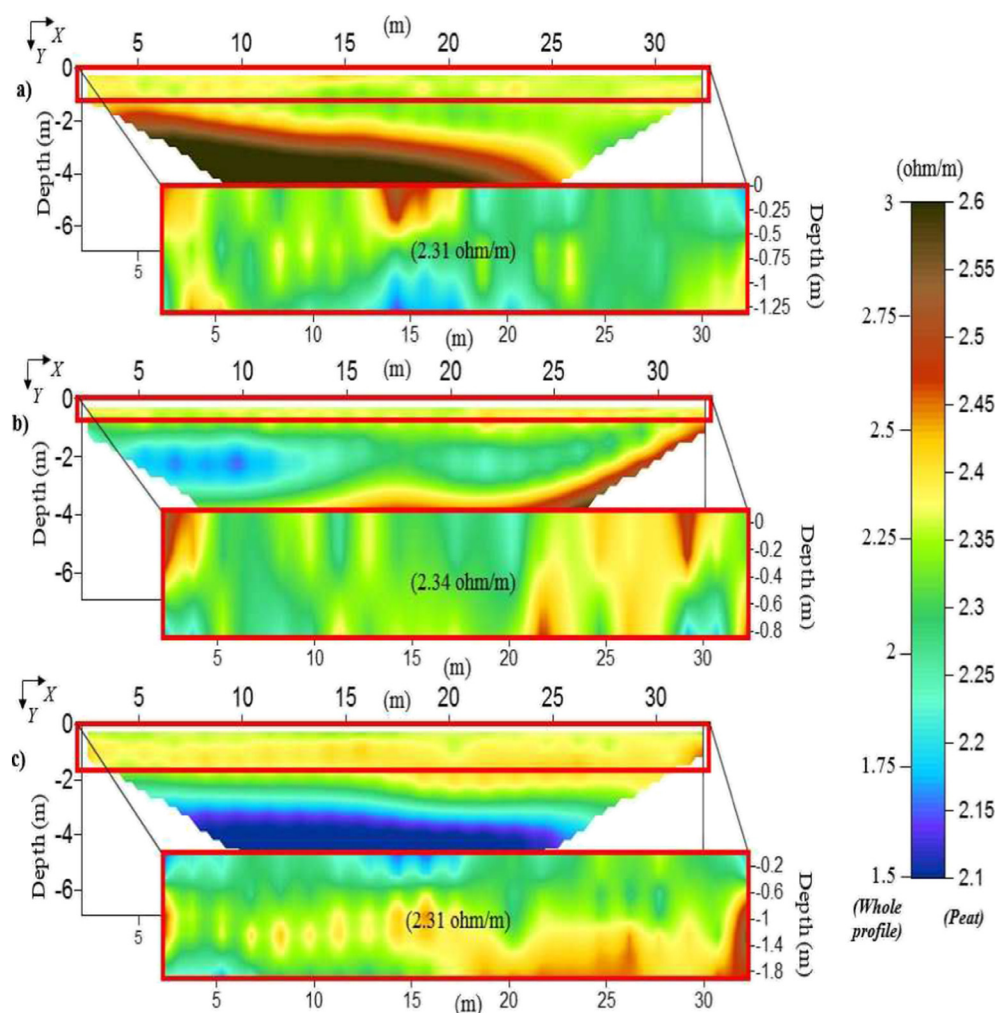 (m)
X
5 10 15 20 25 30
Y
0
a)
-2
-4
-6
Depth (m)
5
0
-0.25
-0.5
-0.75
-1
-1.25
Depth (m)
(2.31 ohm/m)
5 10 15 20 25 30
(m)
(m)
X
5 10 15 20 25 30
Y
0
b)
-2
-4
-6
Depth (m)
0
-0.2
-0.4
-0.6
-0.8
Depth (m)
(2.34 ohm/m)
5 10 15 20 25 30
(m)
(m)
X
5 10 15 20 25 30
Y
0
c)
-2
-4
-6
Depth (m)
5
-0.2
-0.6
-1
-1.4
-1.8
Depth (m)
(2.31 ohm/m)
5 10 15 20 25 30
(m)
(ohm/m)
3 2.6
2.55
2.75 2.5
2.45
2.5 2.4
2.35
2.25 2.3
2 2.25
2.2
1.75 2.15
1.5 2.1
(Whole profile) (Peat)